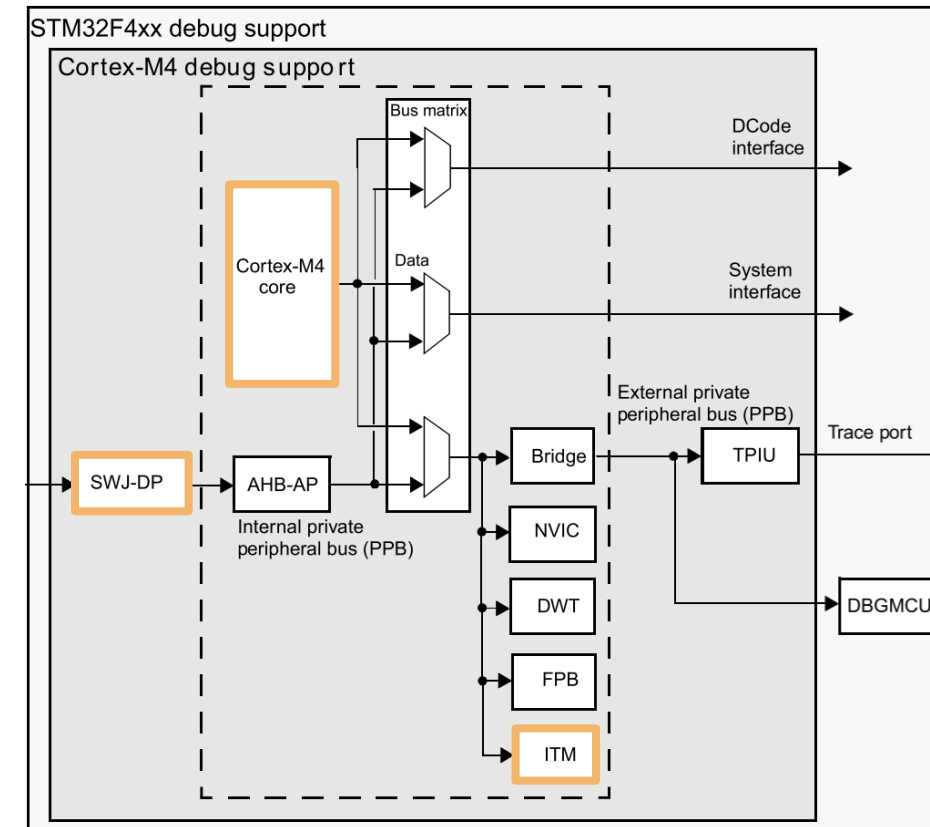 STM32F4xx debug support
Cortex-M4 debug support
Bus matrix
DCode
interface
Cortex-M4
core
Data
System
interface
External private
peripheral bus (PPB)
Trace port
SWJ-DP
AHB-AP
Bridge
TPIU
Internal private
peripheral bus (PPB)
NVIC
DWT
DBGMCU
FPB
ITM